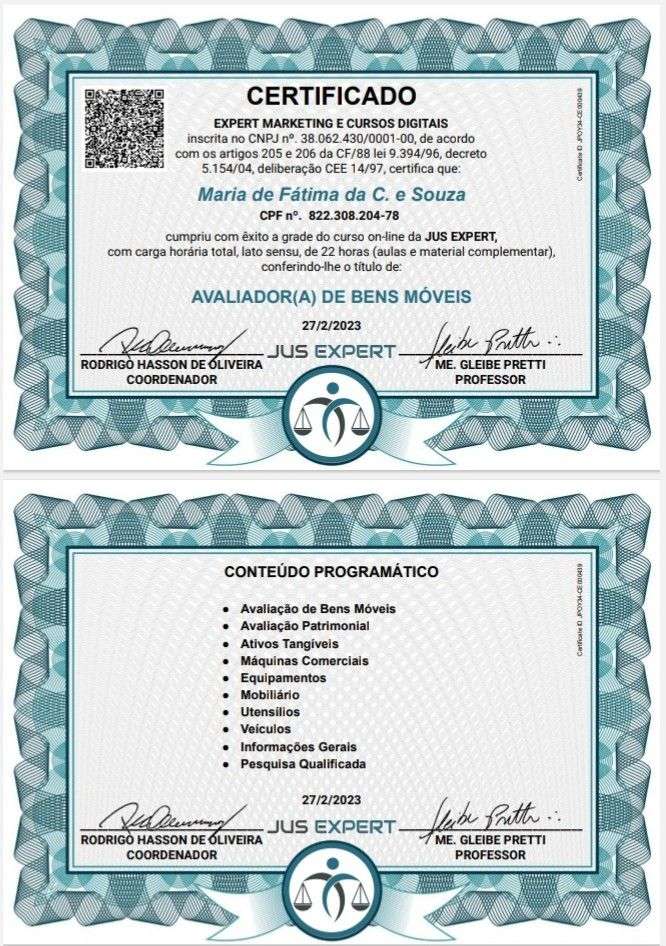 CERTIFICADO
EXPERT MARKETING E CURSOS DIGITAIS
inscrita no CNPJ nº. 38.062.430/0001-00, de acordo
com os artigos 205 e 206 da CF/88 lei 9.394/96, decreto
5.154/04, deliberação CEE 14/97, certifica que:
Maria de Fátima da C. e Souza
CPF nº. 822.308.204-78
cumpriu com êxito a grade do curso on-line da JUS EXPERT,
com carga horária total, lato sensu, de 22 horas (aulas e material complementar),
conferindo-lhe o título de:
AVALIADOR(A) DE BENS MÓVEIS
27/2/2023
JUS EXPERT
RODRIGO HASSON DE OLIVEIRA
COORDENADOR
ME. GLEIBE PRETTI
PROFESSOR
Certificate ID: JPOY34-CE000439
CONTEÚDO PROGRAMÁTICO
Avaliação de Bens Móveis
Avaliação Patrimonial
Ativos Tangíveis
Máquinas Comerciais
Equipamentos
Mobiliário
Utensílios
Veículos
Informações Gerais
Pesquisa Qualificada
27/2/2023
JUS EXPERT
RODRIGO HASSON DE OLIVEIRA
COORDENADOR
ME. GLEIBE PRETTI
PROFESSOR
Certificate ID: JPOY34-CE000439